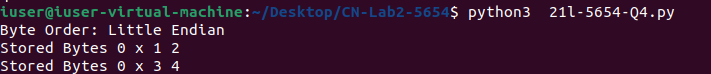 iuser@iuser-virtual-machine:~/Desktop/CN-Lab2-5654$ python3  21l-5654-Q4.py
Byte Order: Little Endian
Stored Bytes 0 x 1 2
Stored Bytes 0 x 3 4